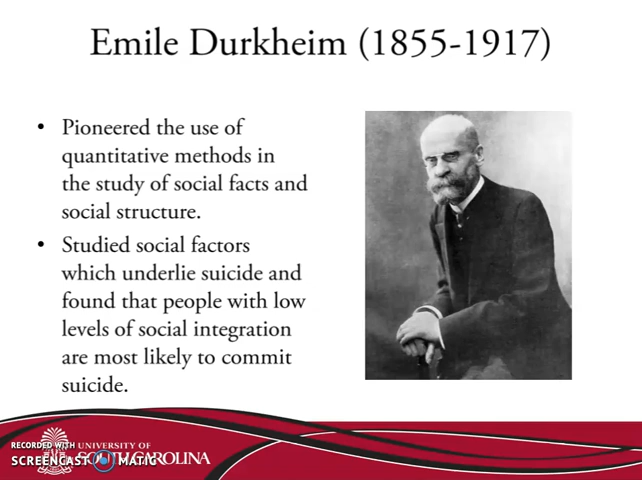 Emile Durkheim (1855-1917)
• Pioneered the use of
quantitative methods in
the study of social facts and
social structure.
• Studied social factors
which underlie suicide and
found that people with low
levels of social integration
are most likely to commit
suicide.
RECORDED WITH
SCREENCAST MATIC
UNIVERSITY OF
SOUTH CAROLINA